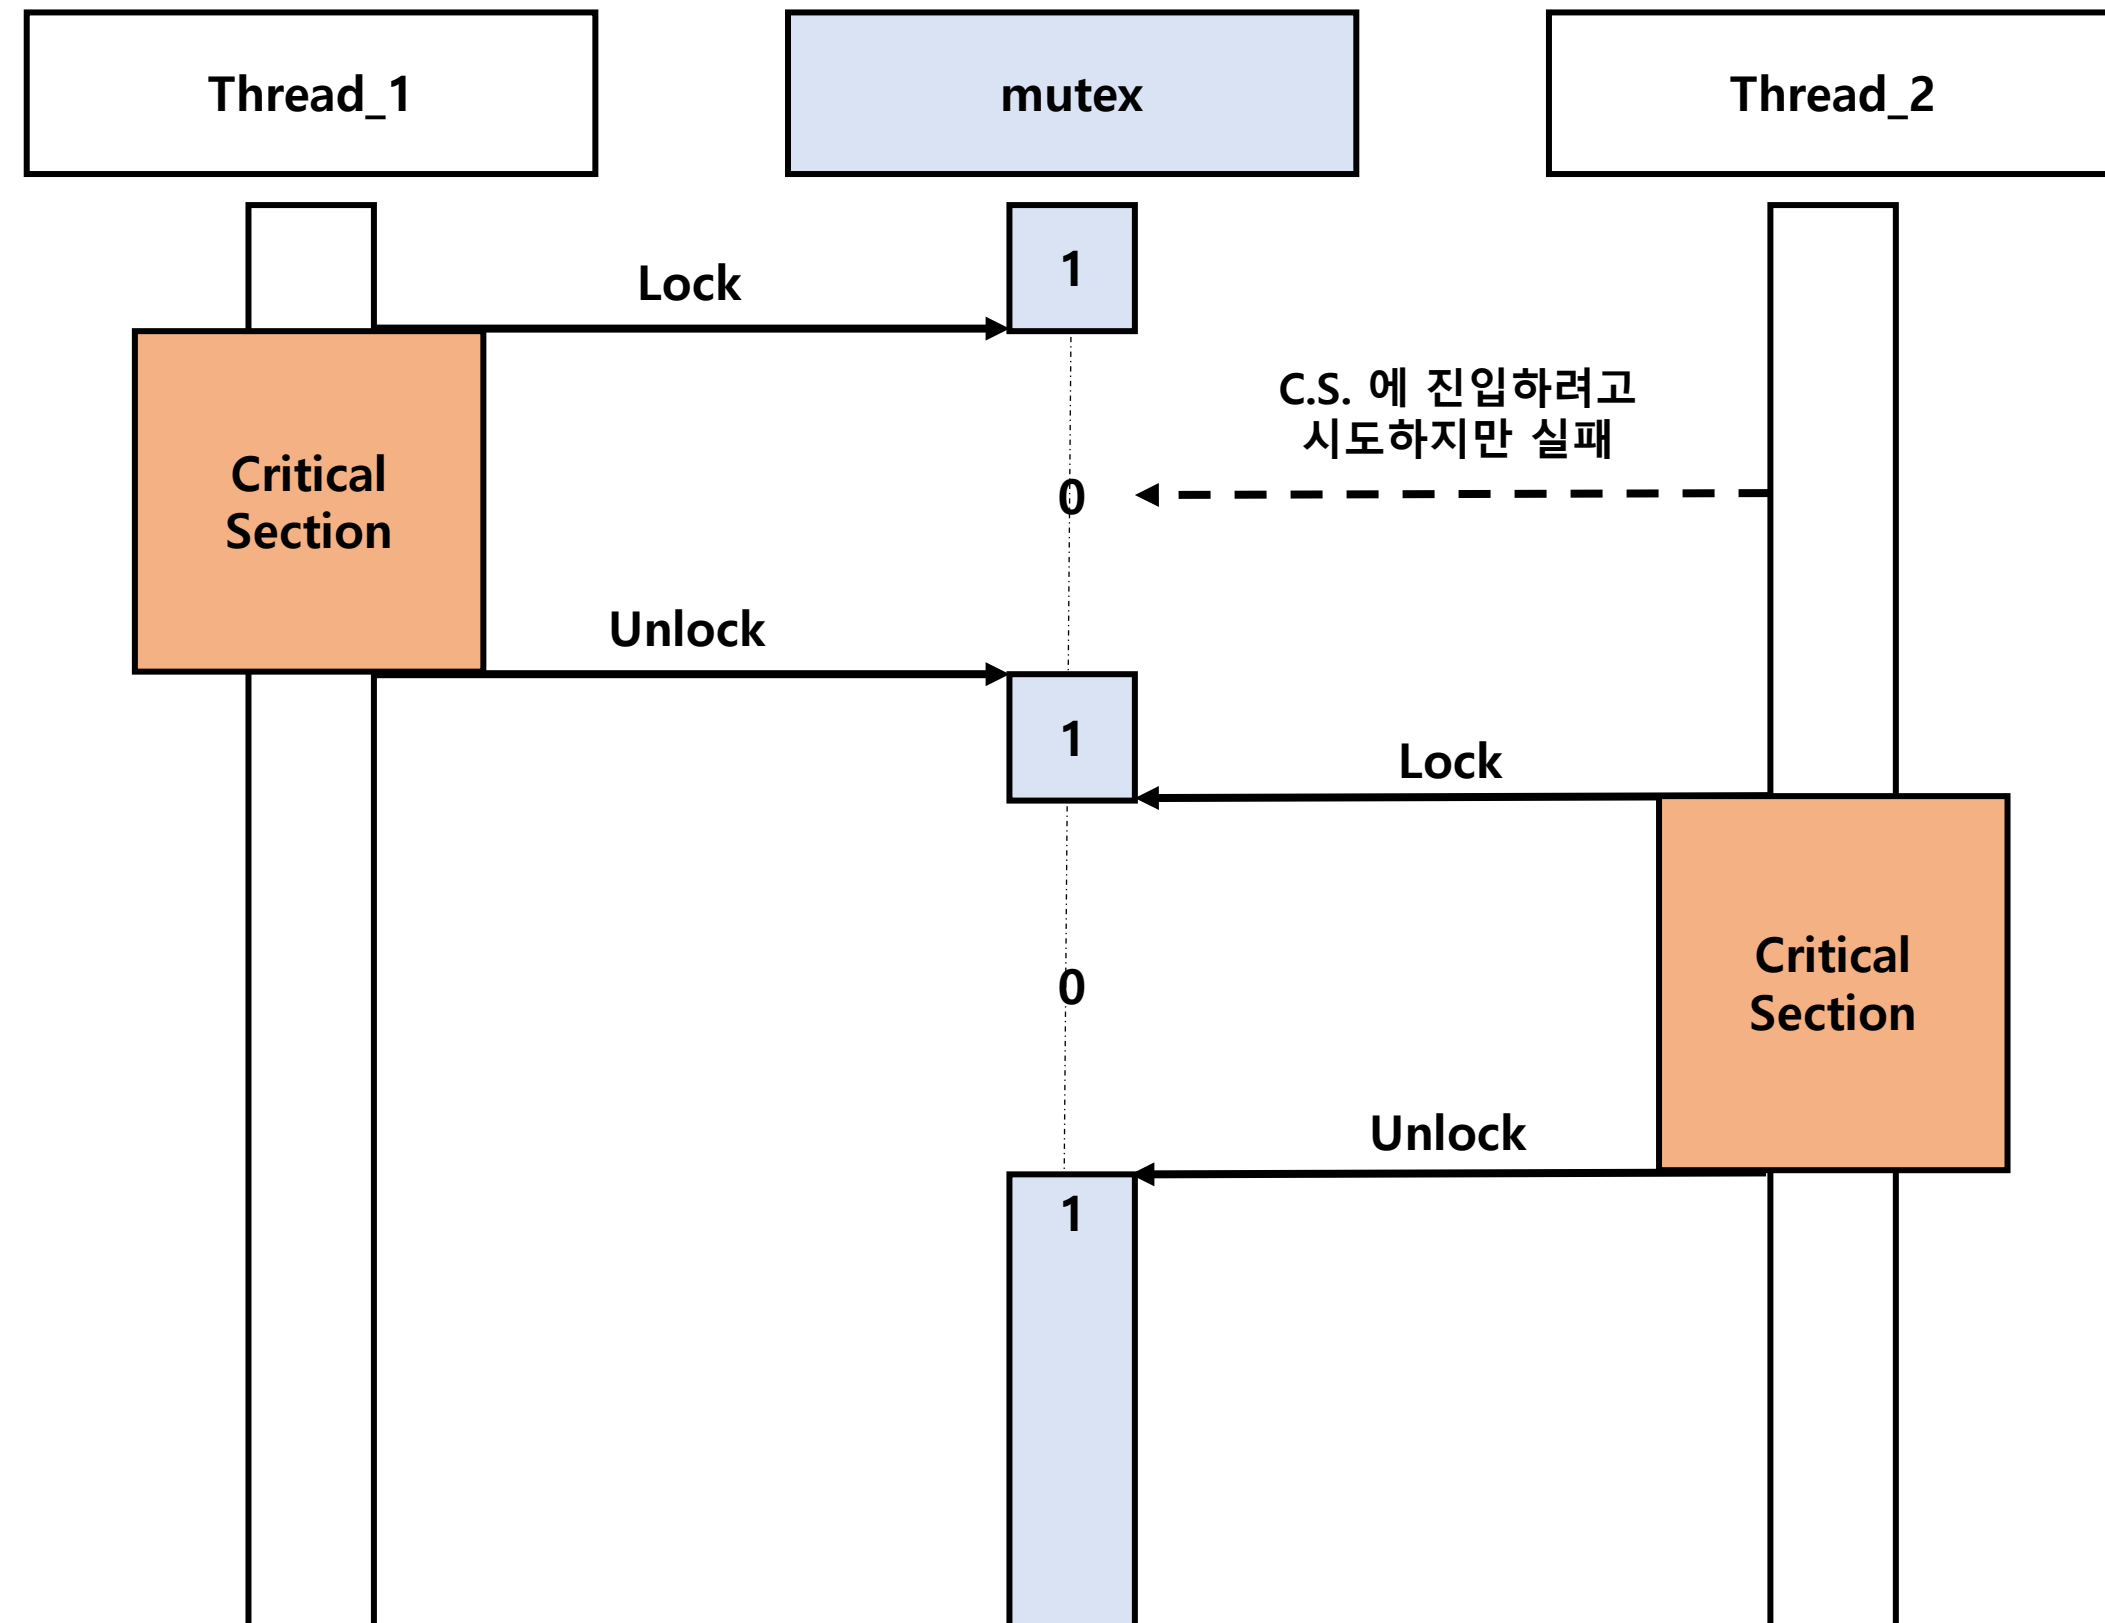 Thread_1
mutex
Thread_2
1
Lock
C.S. 에 진입하려고
시도하지만 실패
Critical
Section
0
Unlock
1
Lock
Critical
Section
0
Unlock
1